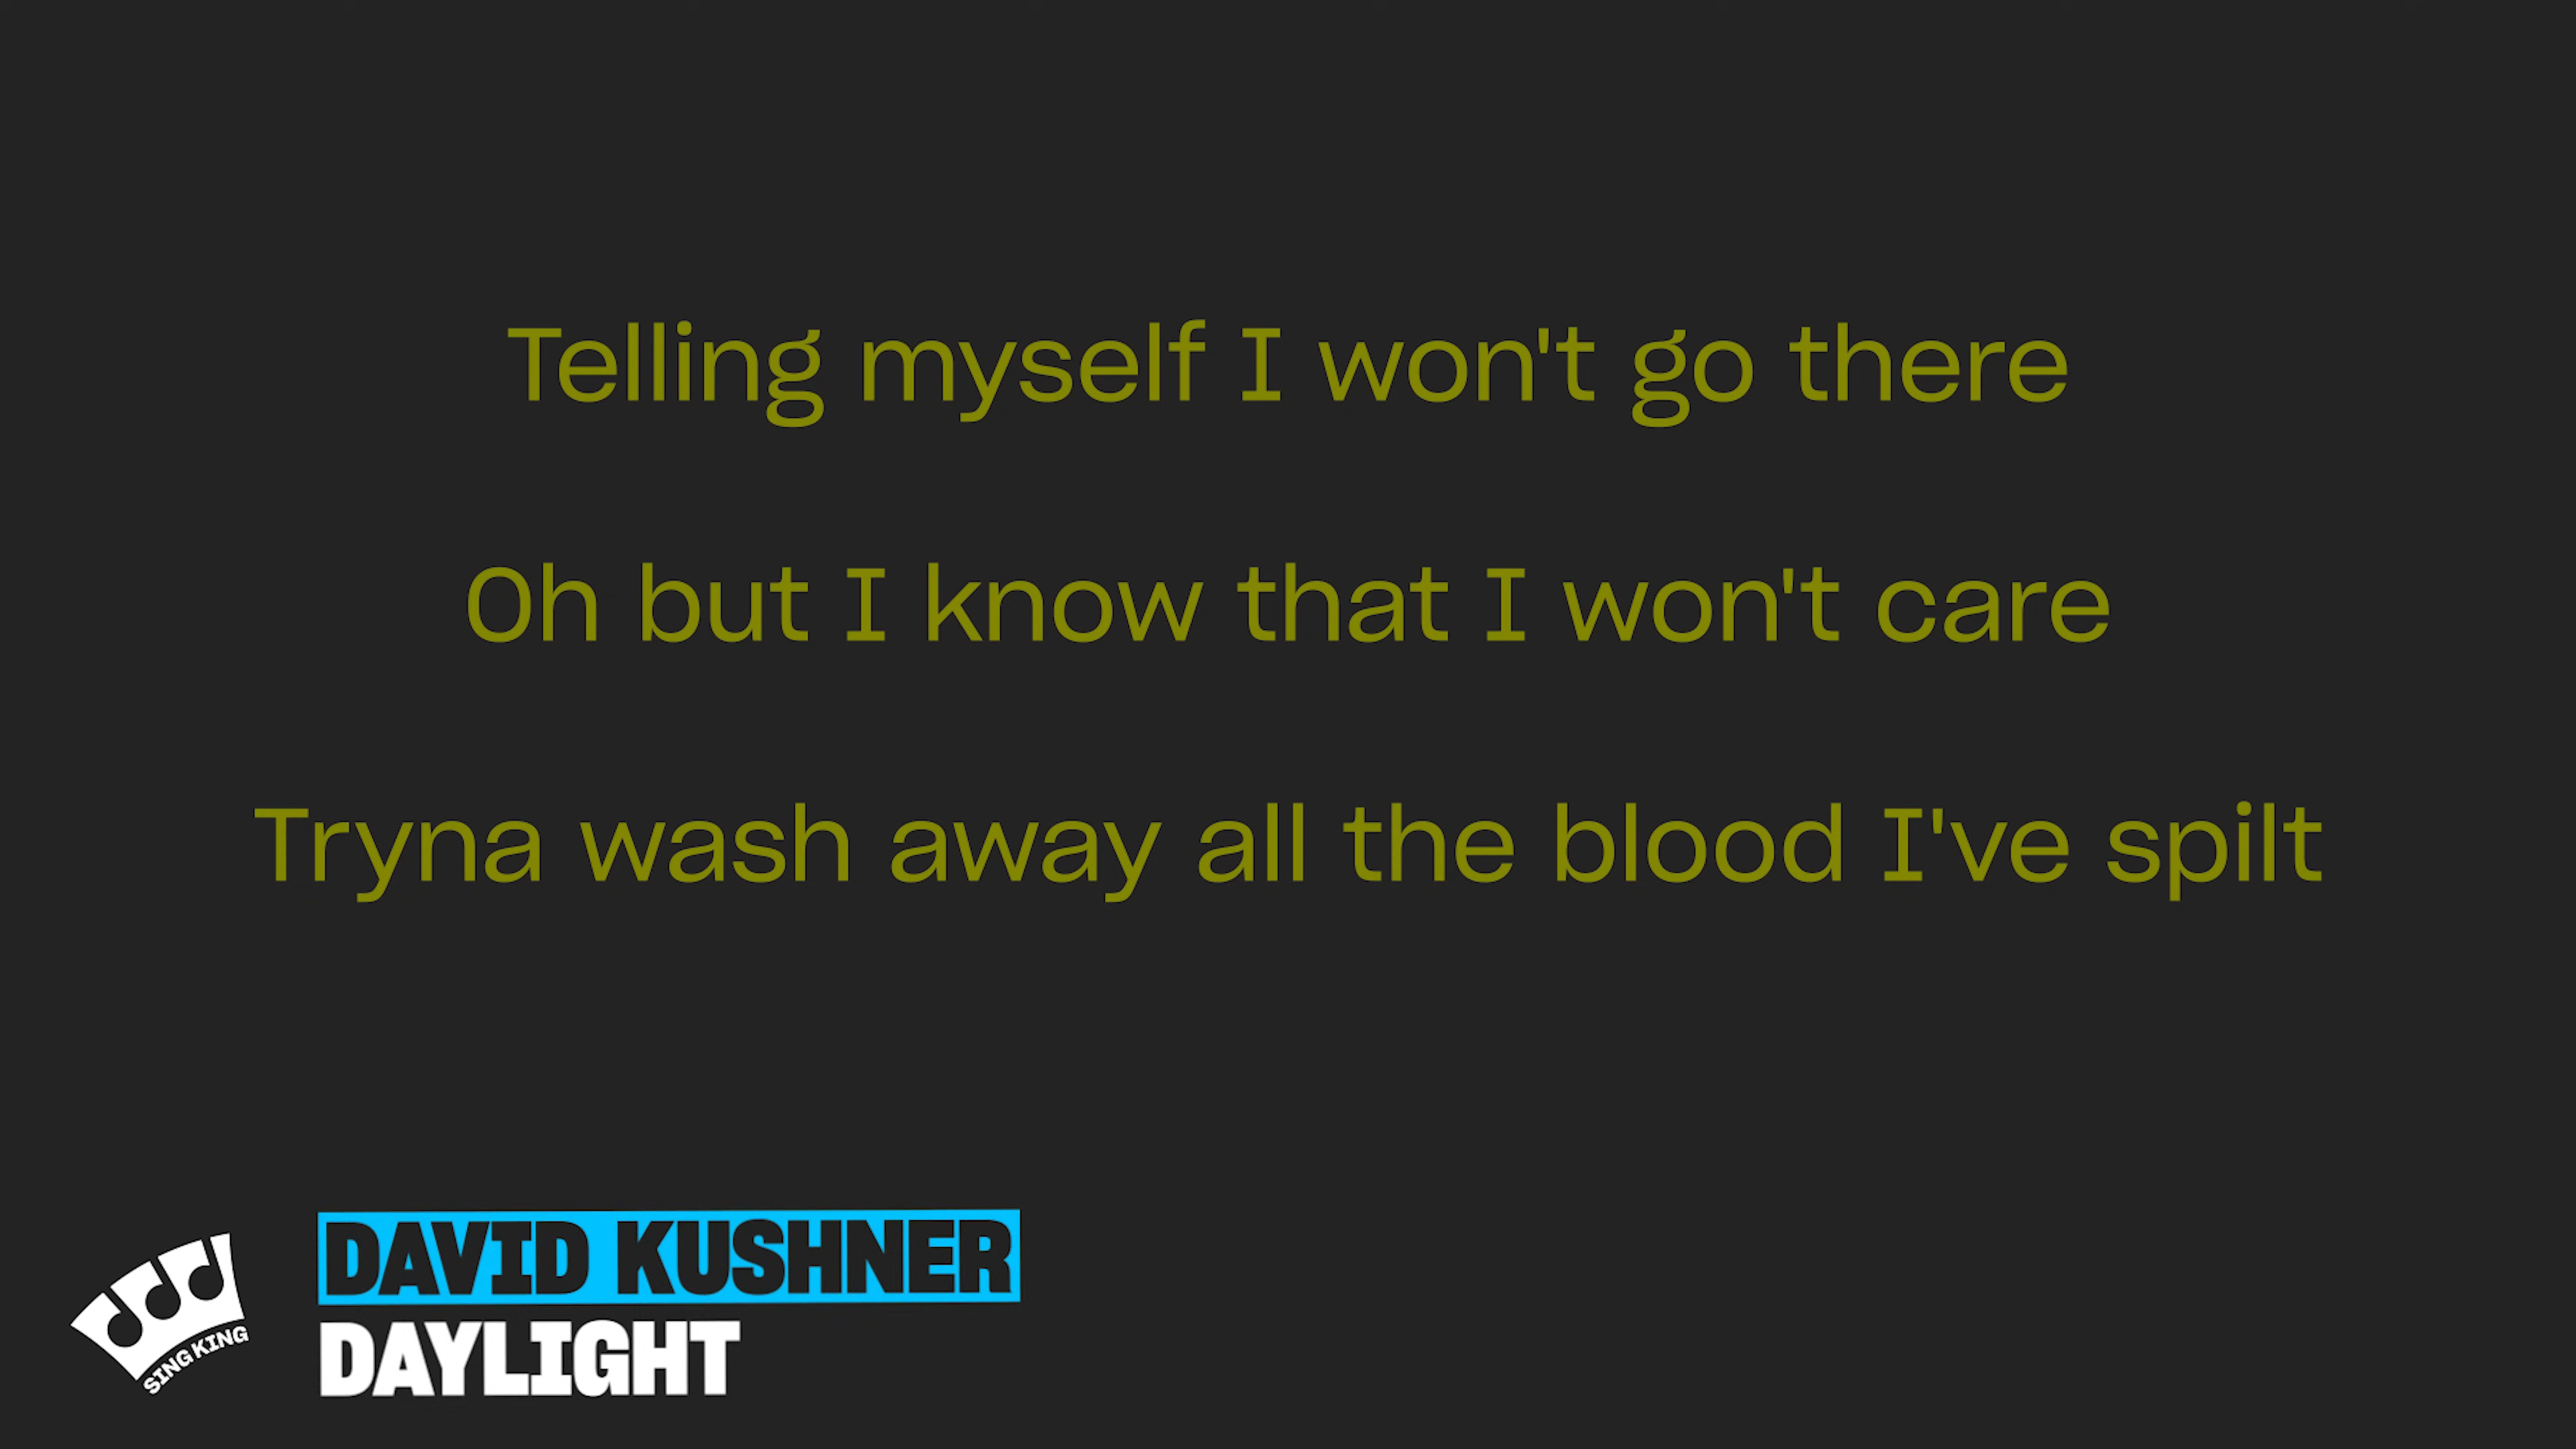 Telling myself I won't go there
Oh but I know that I won't care
Tryna wash away all the blood I've spilt
SING KING
DAVID KUSHNER
DAYLIGHT